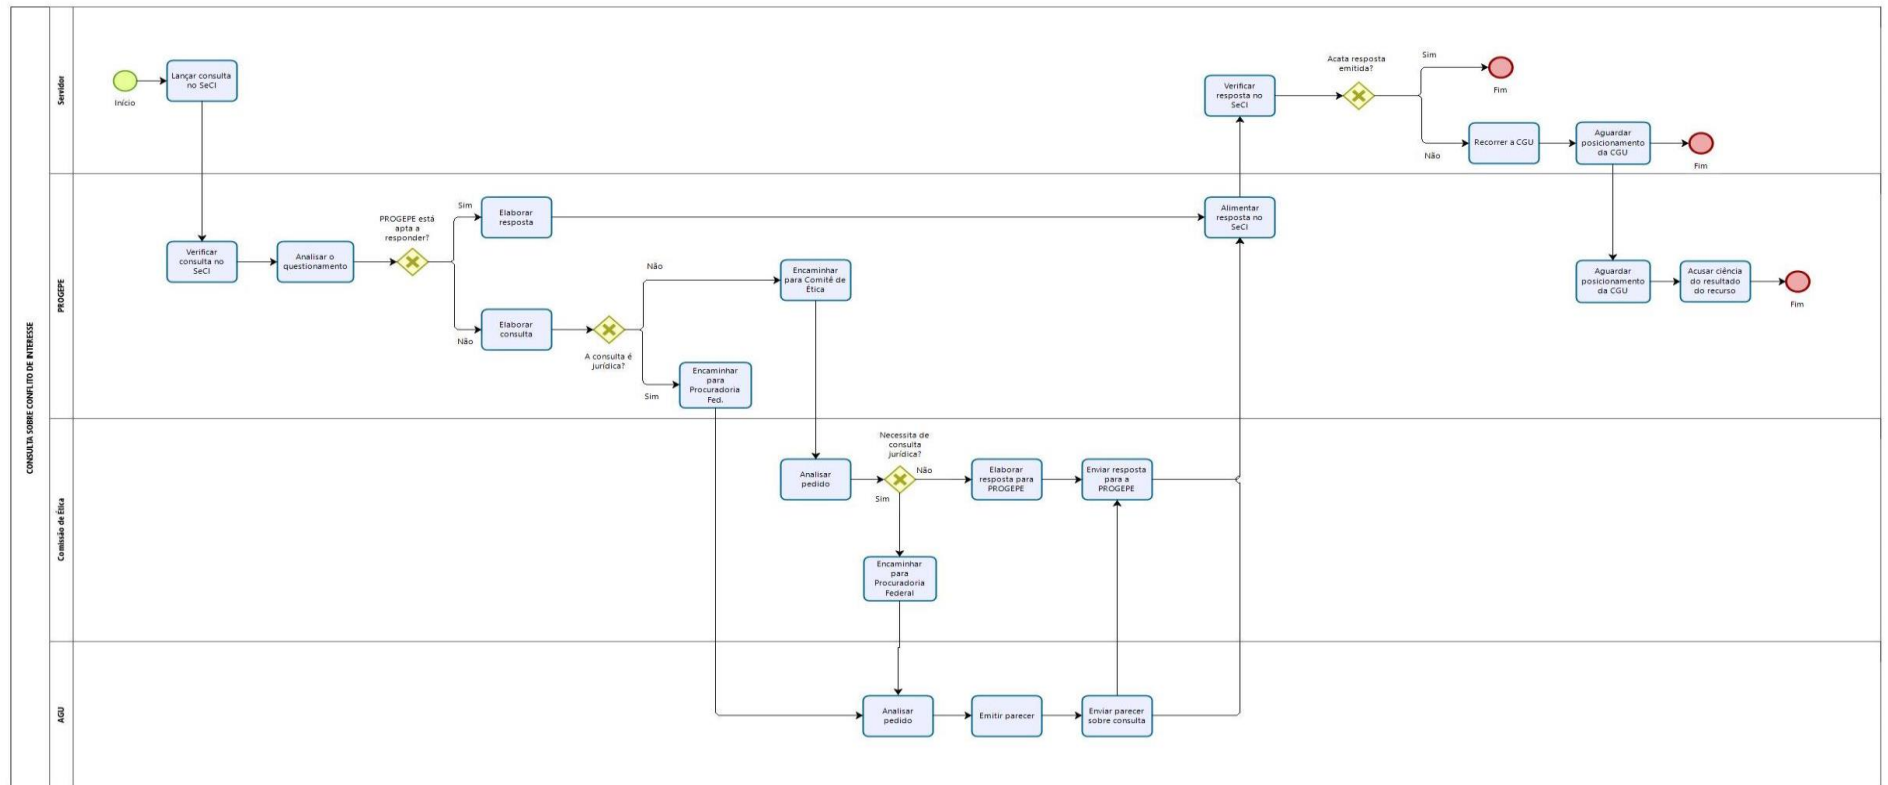 CONSULTA SOBRE CONFLITO DE INTERESSE
Servidor
Início
Lançar consulta
no SeCI
Verificar
resposta no
SeCI
Acata resposta
emitida?
Sim
Fim
Não
Recorrer a CGU
Aguardar
posicionamento
da CGU
Fim
PROGEPE
Verificar
consulta no
SeCI
Analisar o
questionamento
PROGEPE está
apta a
responder?
Sim
Elaborar
resposta
Não
Elaborar
consulta
A consulta é
jurídica?
Não
Encaminhar
para Comitê de
Ética
Sim
Encaminhar
para
Procuradoria
Fed.
Alimentar
resposta no
SeCI
Aguardar
posicionamento
da CGU
Acusar ciência
do resultado
do recurso
Fim
Comissão de Ética
Analisar
pedido
Necessita de
consulta
jurídica?
Não
Sim
Elaborar
resposta para
PROGEPE
Enviar resposta
para a
PROGEPE
Encaminhar
para
Procuradoria
Federal
AGU
Analisar
pedido
Emitir parecer
Enviar parecer
sobre consulta